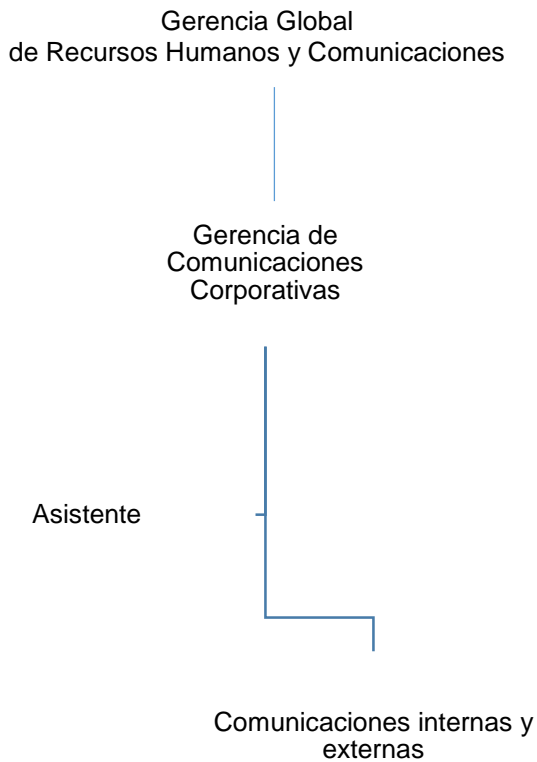 Gerencia Global
de Recursos Humanos y Comunicaciones
Gerencia de
Comunicaciones
Corporativas
Asistente
Comunicaciones internas y
externas